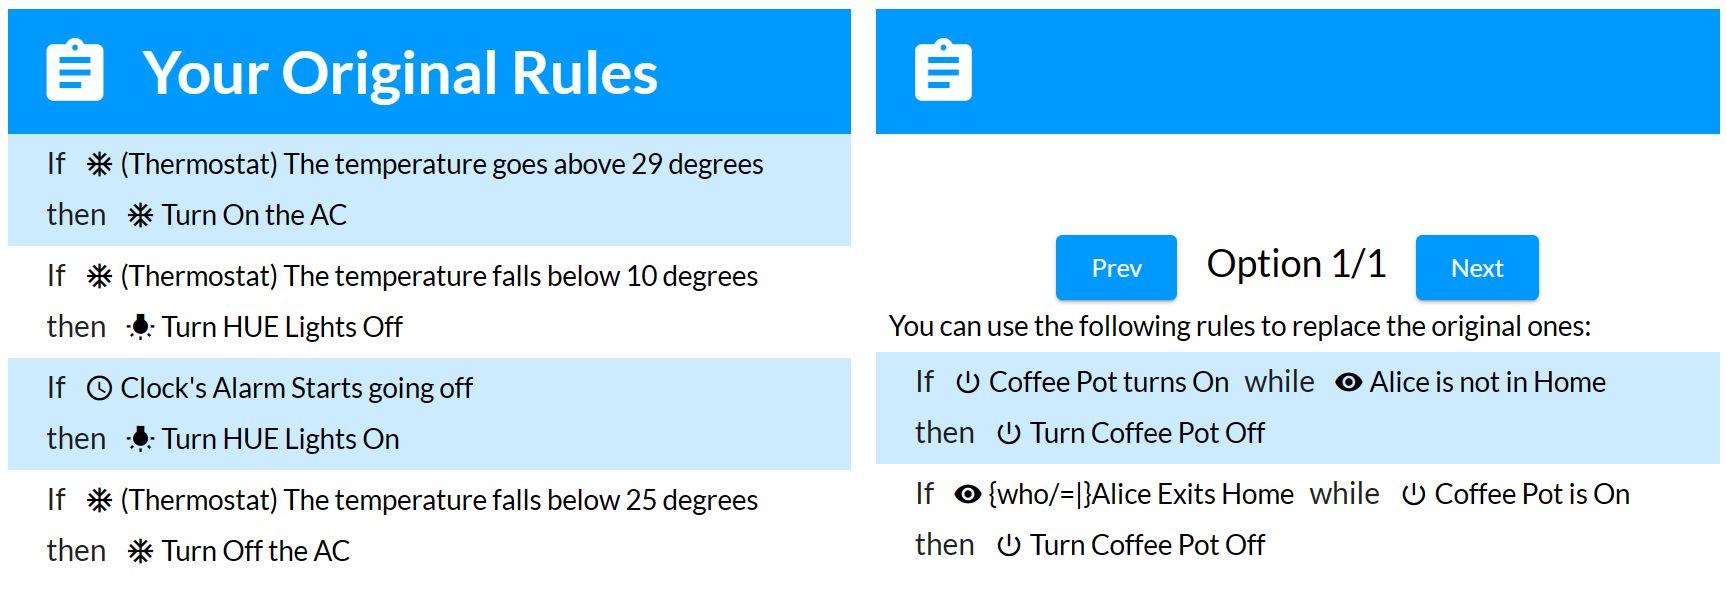 Your Original Rules
If (Thermostat) The temperature goes above 29 degrees
then Turn On the AC
If (Thermostat) The temperature falls below 10 degrees
then Turn HUE Lights Off
If Clock's Alarm Starts going off
then Turn HUE Lights On
If (Thermostat) The temperature falls below 25 degrees
then Turn Off the AC
Prev Option 1/1 Next
You can use the following rules to replace the original ones:
If Coffee Pot turns On while Alice is not in Home
then Turn Coffee Pot Off
If {who/=|}Alice Exits Home while Coffee Pot is On
then Turn Coffee Pot Off